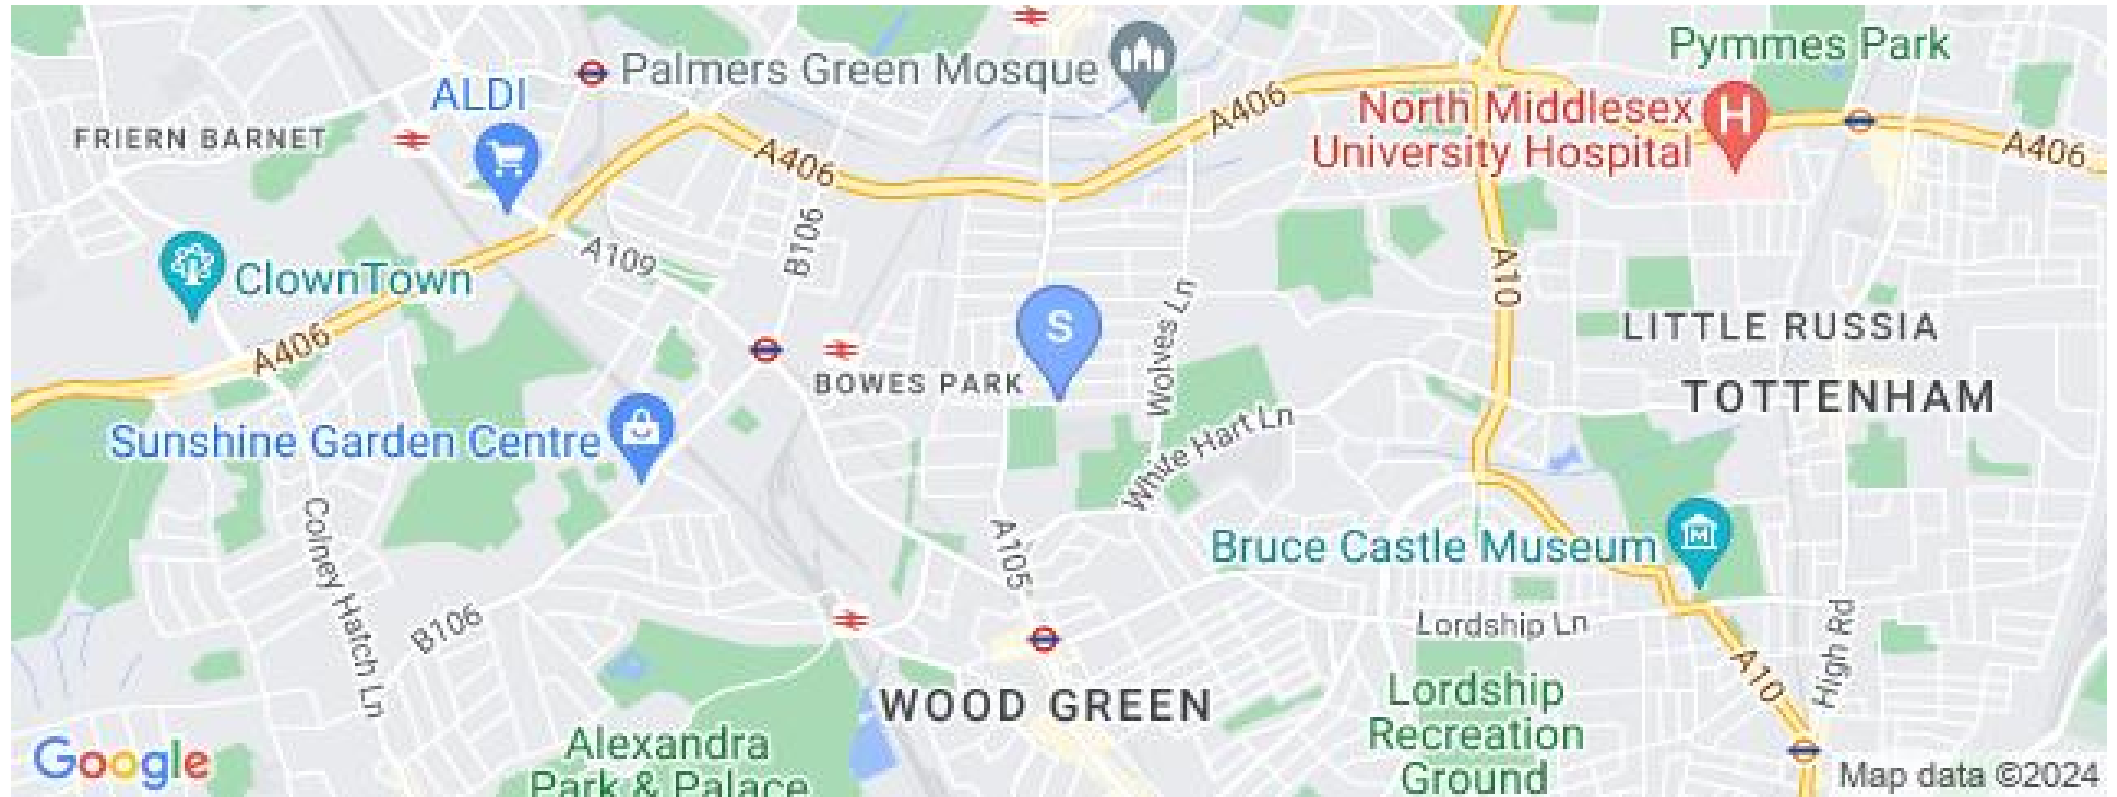 Pymmes Park
Palmers Green Mosque
ALDI
A406
North Middlesex
University Hospital
H
FRIERN BARNET
A406
A406
B106
A109
ClownTown
A10
Wolves Ln
S
LITTLE RUSSIA
A406
BOWES PARK
TOTTENHAM
Sunshine Garden Centre
White Hart Ln
Colney Hatch Ln
A105
Bruce Castle Museum
M
B106
Lordship Ln
High Rd
A10
WOOD GREEN
Lordship
Recreation
Ground
Alexandra
Park & Palace
Google
Map data ©2024